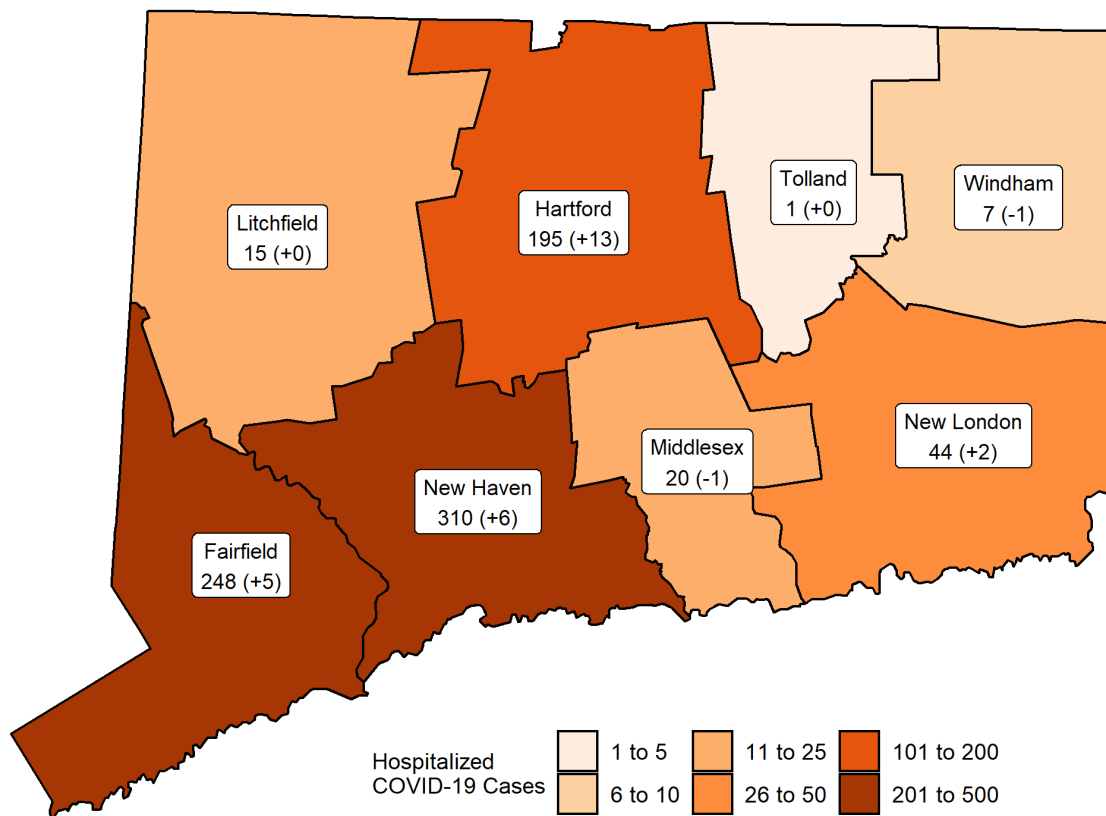 Tolland
1 (+0)
Windham
7 (-1)
Hartford
195 (+13)
Litchfield
15 (+0)
New London
44 (+2)
Middlesex
20 (-1)
New Haven
310 (+6)
Fairfield
248 (+5)
Hospitalized
COVID-19 Cases
1 to 5
11 to 25
101 to 200
6 to 10
26 to 50
201 to 500